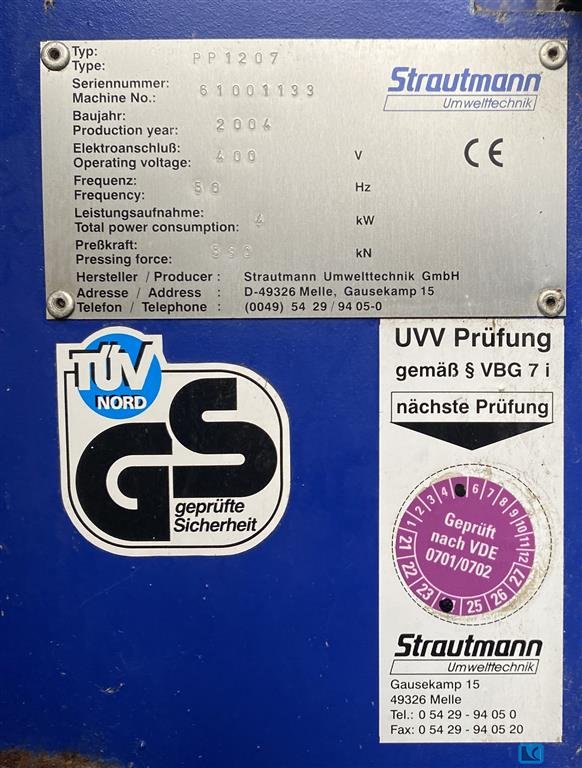 Typ:
Type: PP1207
Strautmann
Umwelttechnik
Seriennummer:
Machine No.: 61001133
Baujahr:
Production year: 2004
Elektroanschluß:
Operating voltage: 400 V
CE
Frequenz:
Frequency: 50 Hz
Leistungsaufnahme:
Total power consumption: 4 kW
Preßkraft:
Pressing force: kN
Hersteller / Producer : Strautmann Umwelttechnik GmbH
Adresse / Address : D-49326 Melle, Gausekamp 15
Telefon / Telephone : (0049) 54 29 / 94 05-0
TÜV
NORD
GS
geprüfte
Sicherheit
UVV Prüfung
gemäß § VBG 7 i
nächste Prüfung
1 2 3 4 6 7 8 9 10 11 12
Geprüft
nach VDE
0701/0702
21 22 23 25 26 27
Strautmann
Umwelttechnik
Gausekamp 15
49326 Melle
Tel.: 0 54 29 - 94 05 0
Fax: 0 54 29 - 94 05 20